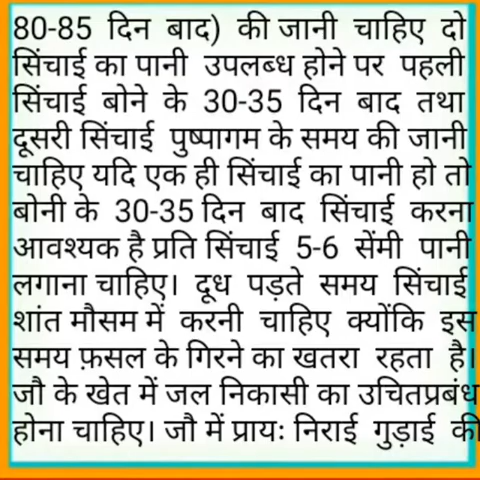 80-85 दिन बाद) की जानी चाहिए दो
सिंचाई का पानी उपलब्ध होने पर पहली
सिंचाई बोने के 30-35 दिन बाद तथा
दूसरी सिंचाई पुष्पागम के समय की जानी
चाहिए यदि एक ही सिंचाई का पानी हो तो
बोनी के 30-35 दिन बाद सिंचाई करना
आवश्यक है प्रति सिंचाई 5-6 सेंमी पानी
लगाना चाहिए। दूध पड़ते समय सिंचाई
शांत मौसम में करनी चाहिए क्योंकि इस
समय फ़सल के गिरने का खतरा रहता है।
जौ के खेत में जल निकासी का उचितप्रबंध
होना चाहिए। जौ में प्रायः निराई गुड़ाई की